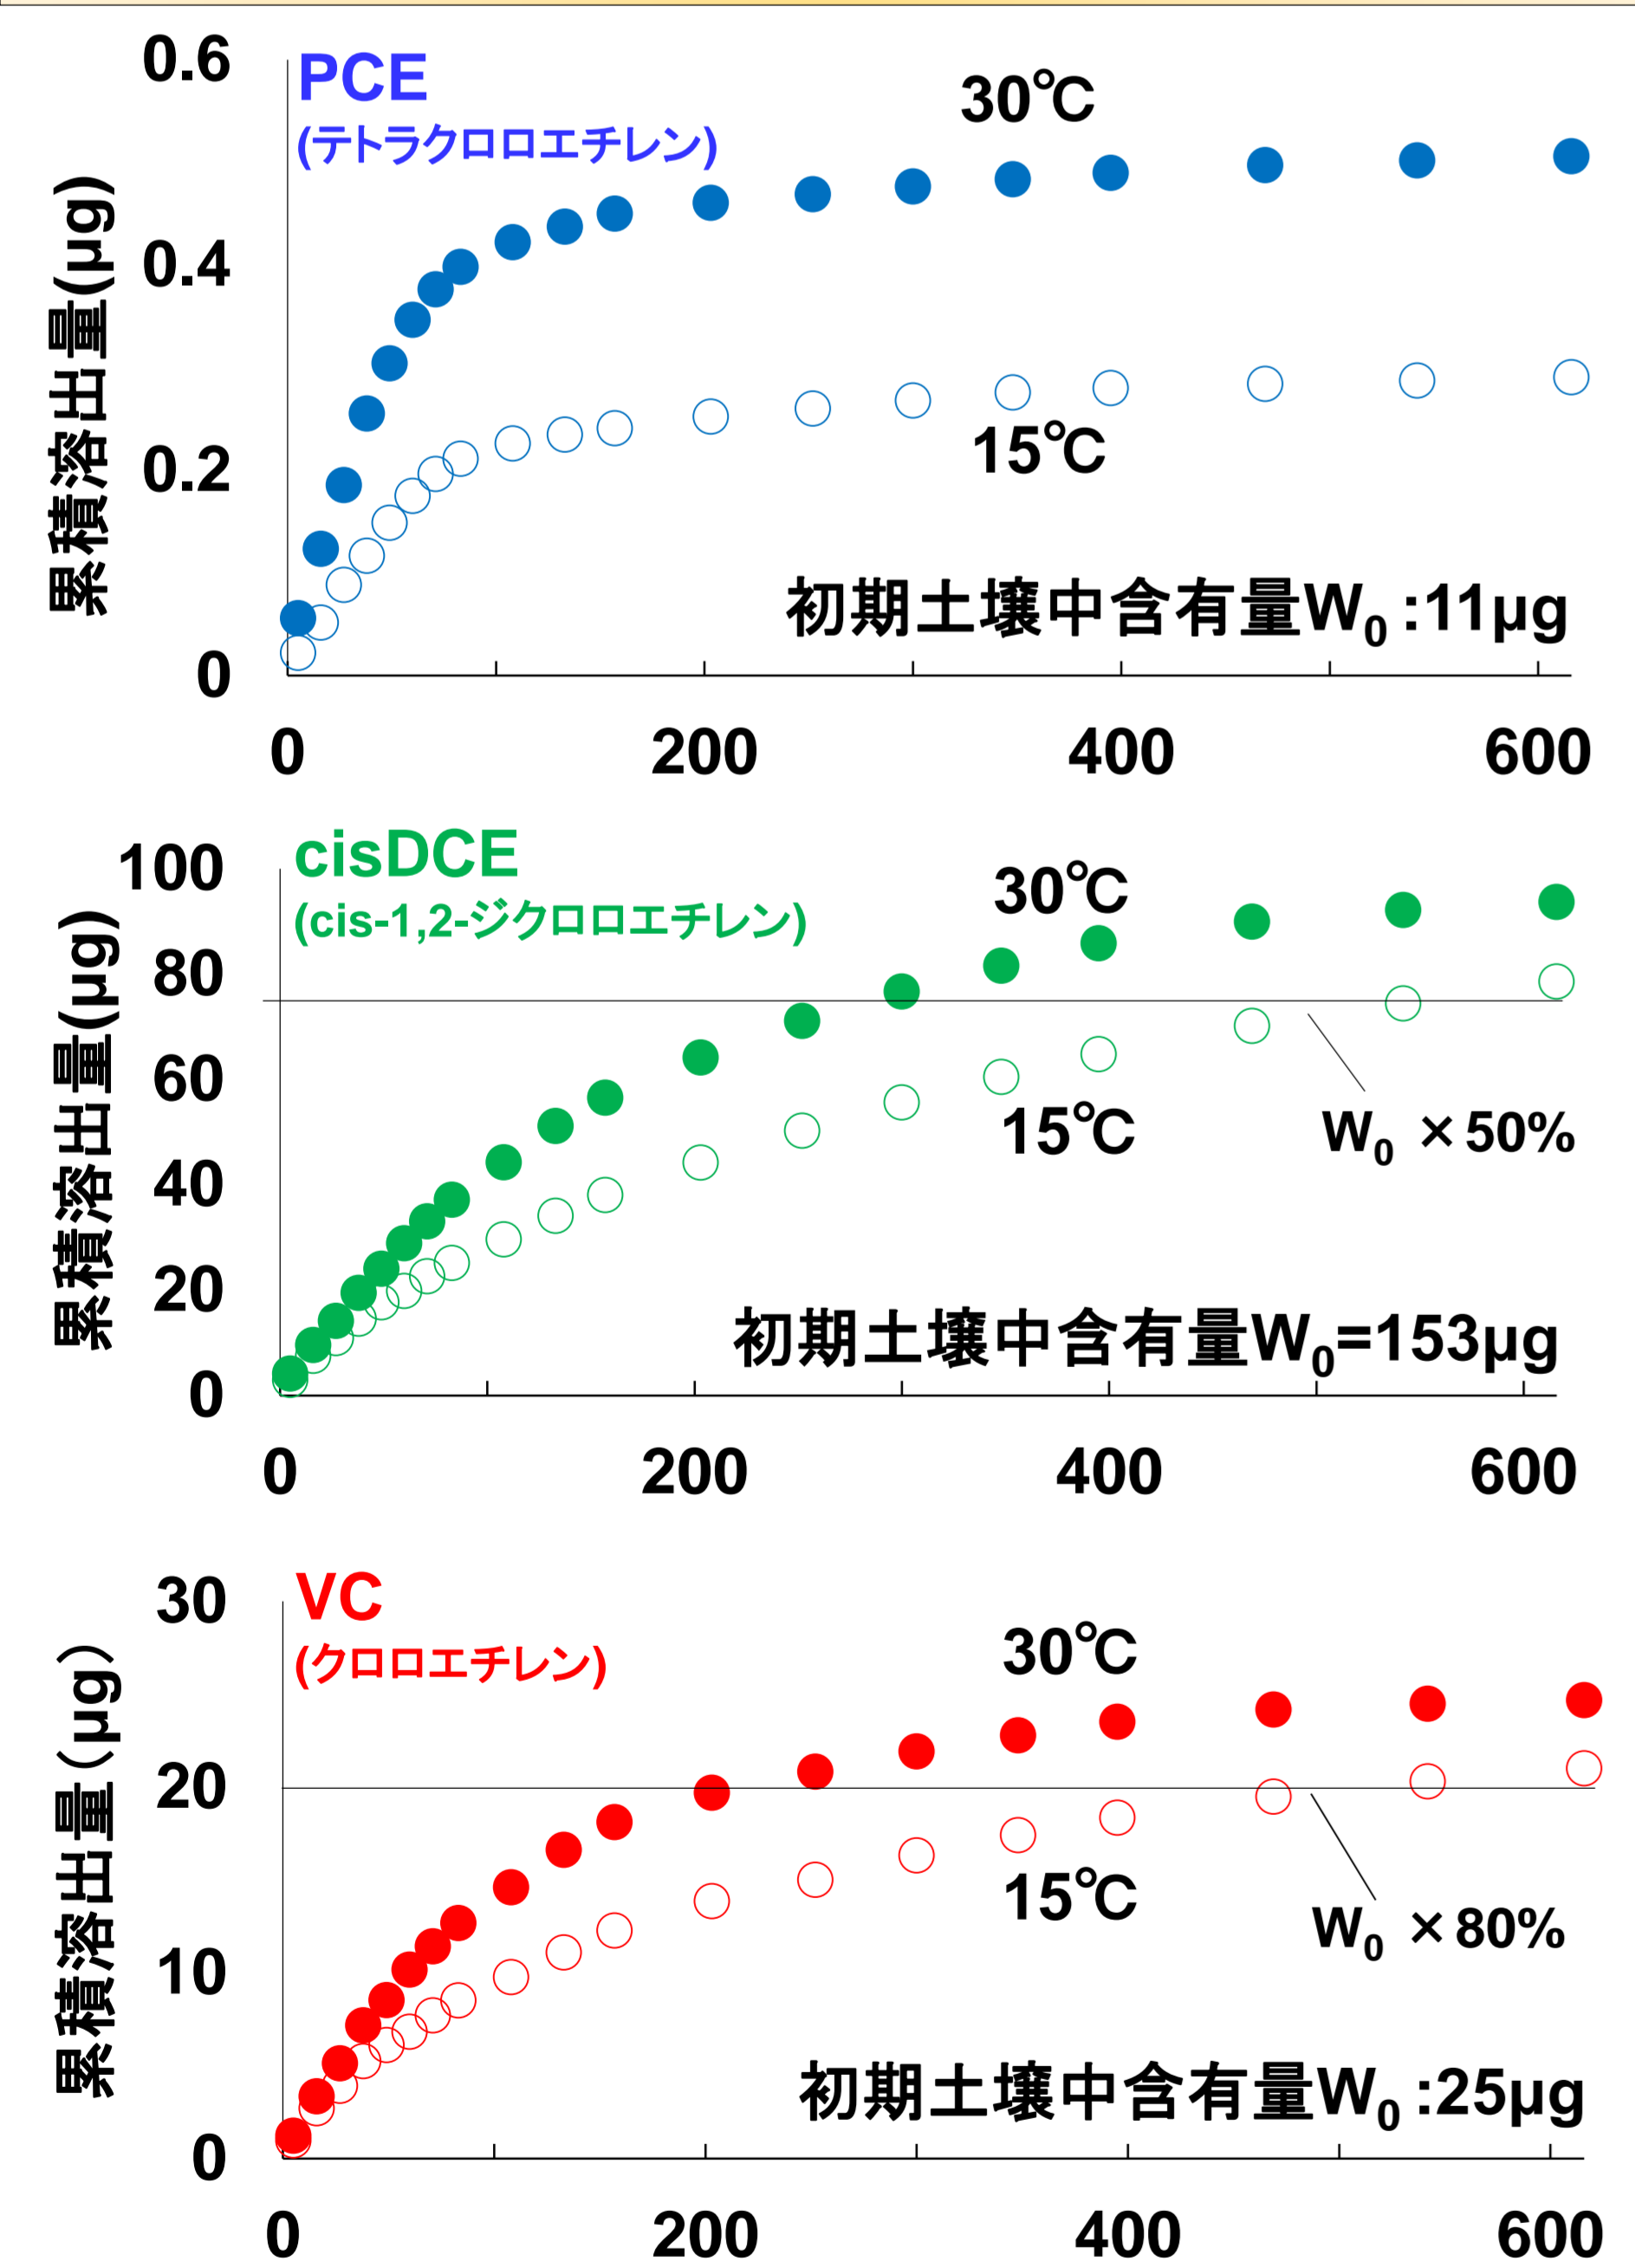 PCE
(テトラクロロエチレン)
30℃
15℃
累積溶出量(µg)
0.6
0.4
0.2
0
初期土壌中含有量W0 :11µg
0 200 400 600
cisDCE
(cis-1,2-ジクロロエチレン)
30℃
15℃
累積溶出量(µg)
100
80
60
40
20
0
W0 ×50%
初期土壌中含有量W0=153µg
0 200 400 600
VC
(クロロエチレン)
30℃
15℃
累積溶出量(µg)
30
20
10
0
W0 ×80%
初期土壌中含有量W0 :25µg
0 200 400 600